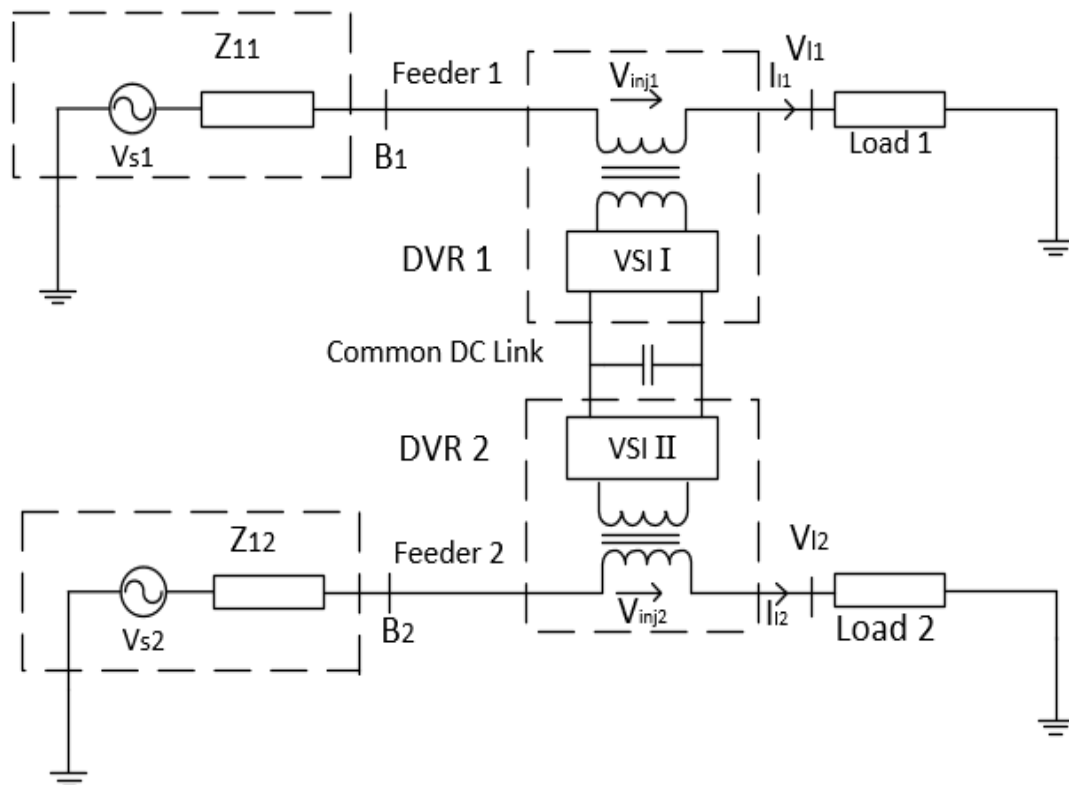 Z11
Vs1
Feeder 1
B1
Vinj1
Il1
Vl1
Load 1
DVR 1
VSI I
Common DC Link
DVR 2
VSI II
Z12
Vs2
Feeder 2
B2
Vinj2
Il2
Vl2
Load 2